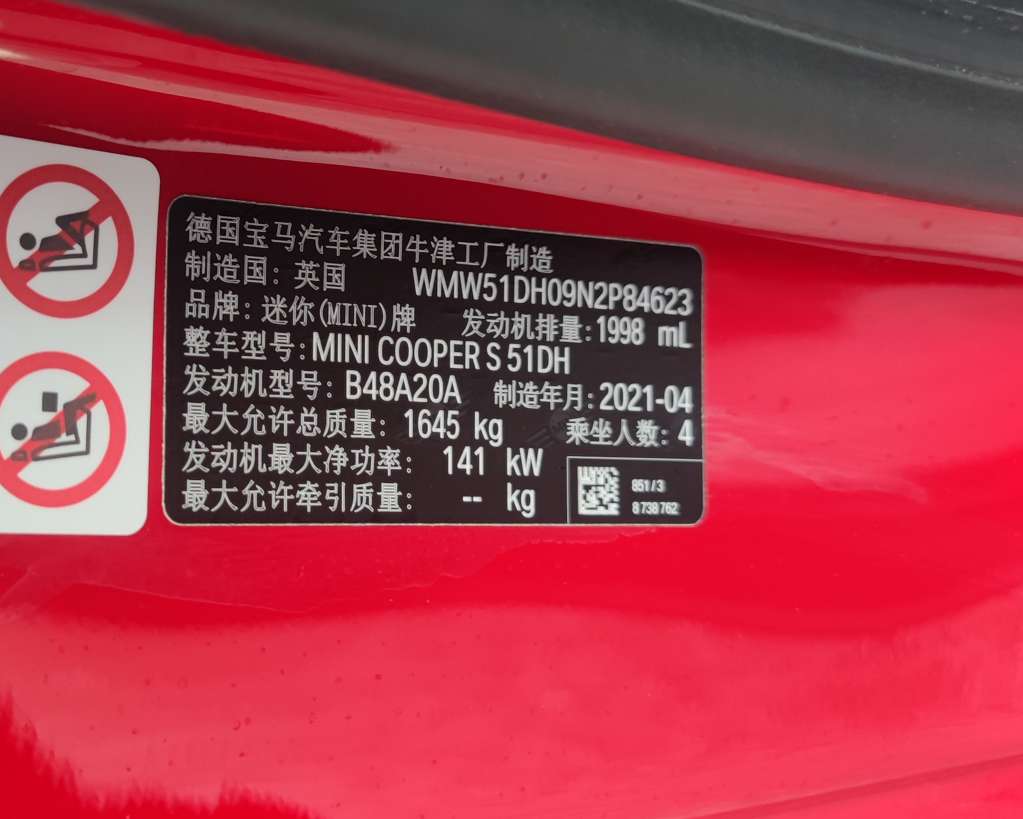 德国宝马汽车集团牛津工厂制造
制造国: 英国 WMW51DH09N2P84623
品牌: 迷你(MINI)牌 发动机排量: 1998 mL
整车型号: MINI COOPER S 51DH
发动机型号: B48A20A 制造年月: 2021-04
最大允许总质量: 1645 kg 乘坐人数: 4
发动机最大净功率: 141 kW
最大允许牵引质量: -- kg
851/3
8 738 762